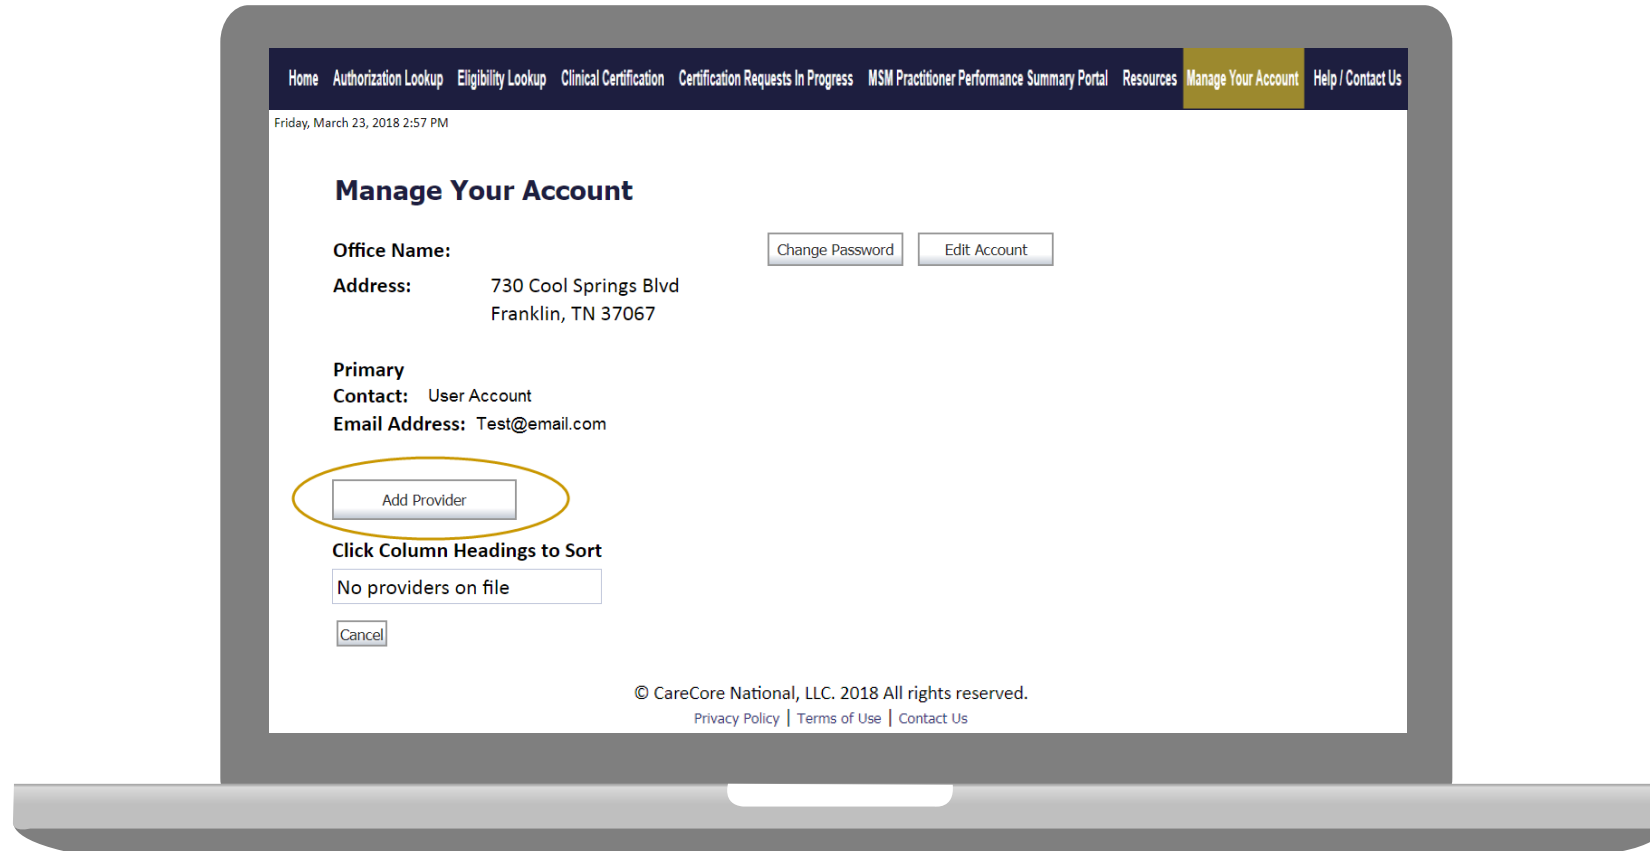 Home Authorization Lookup Eligibility Lookup Clinical Certification Certification Requests In Progress MSM Practitioner Performance Summary Portal Resources Manage Your Account Help / Contact Us
Friday, March 23, 2018 2:57 PM
Manage Your Account
Office Name:
Change Password Edit Account
Address: 730 Cool Springs Blvd
Franklin, TN 37067
Primary
Contact: User Account
Email Address: Test@email.com
Add Provider
Click Column Headings to Sort
No providers on file
Cancel
© CareCore National, LLC. 2018 All rights reserved.
Privacy Policy | Terms of Use | Contact Us